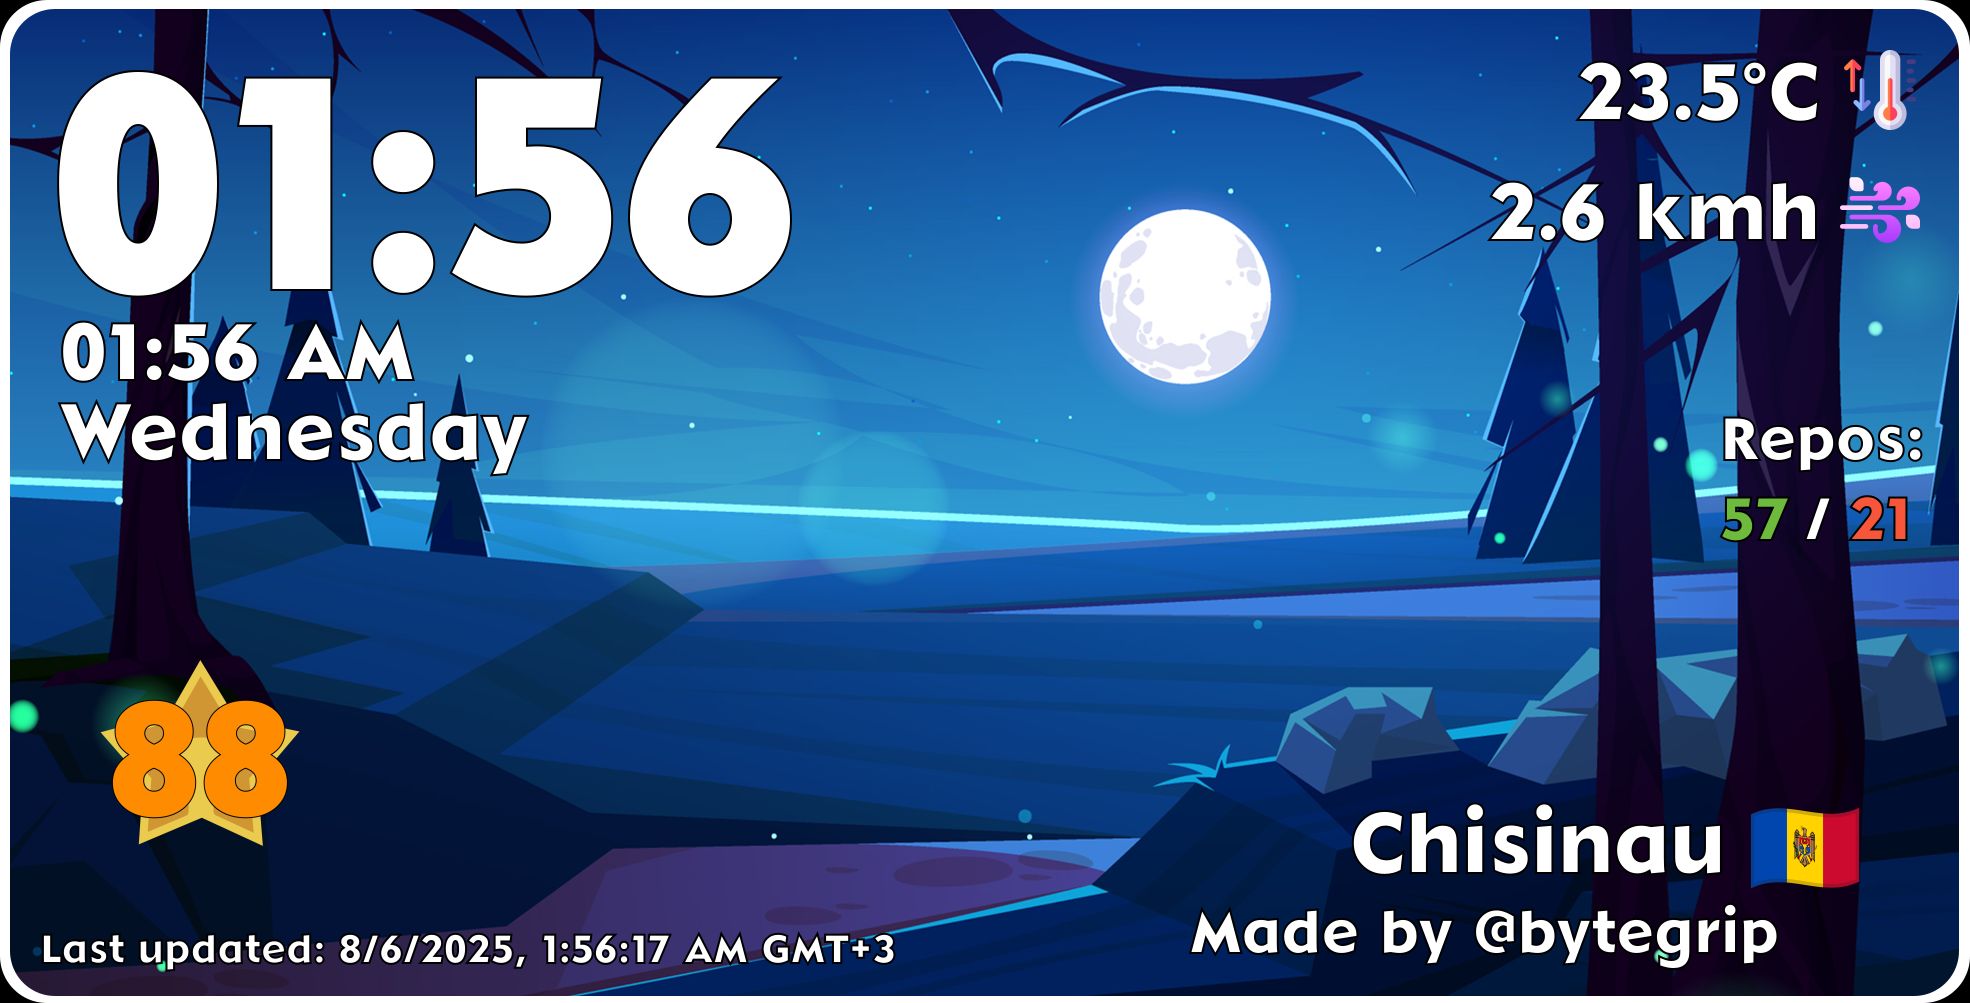 01:56
01:56 AM
Wednesday
23.5°C
2.6 kmh
Repos:
57 / 21
88
Chisinau
Made by @bytegrip
Last updated: 8/6/2025, 1:56:17 AM GMT+3